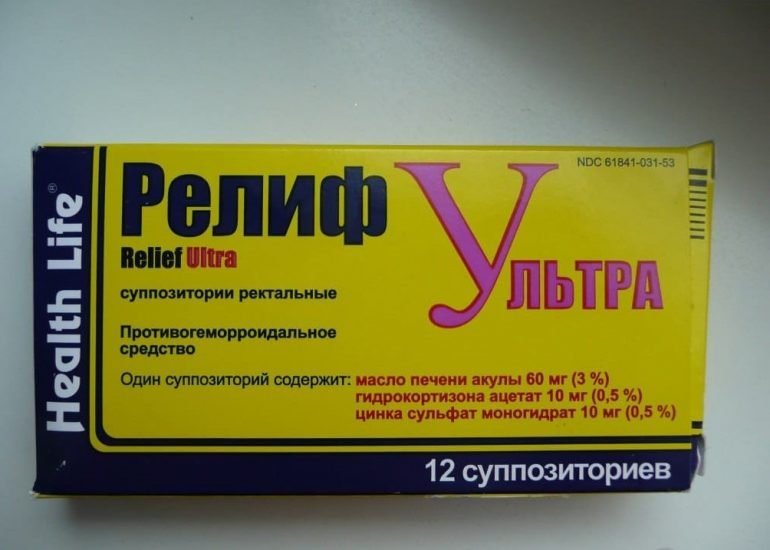 Health Life®
NDC 61841-031-53
Релиф Ультра
Relief Ultra
суппозитории ректальные
Противогеморроидальное
средство
Один суппозиторий содержит: масло печени акулы 60 мг (3 %)
гидрокортизона ацетат 10 мг (0,5 %)
цинка сульфат моногидрат 10 мг (0,5 %)
12 суппозиториев